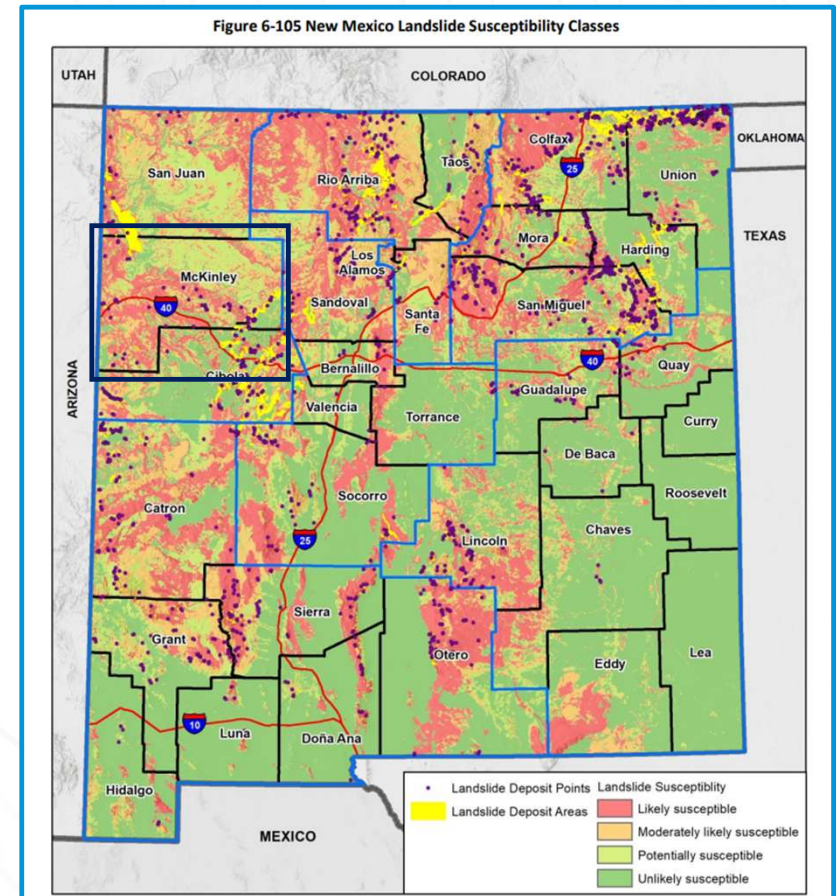 Figure 6-105 New Mexico Landslide Susceptibility Classes
UTAH
COLORADO
OKLAHOMA
San Juan
Rio Arriba
Taos
Colfax
25
Union
TEXAS
Mora
Harding
McKinley
Los
Alamos
40
Sandoval
Santa
Fe
San Miguel
ARIZONA
Cibola
Bernalillo
40
Quay
Valencia
Guadalupe
Torrance
Curry
De Baca
Catron
Socorro
Roosevelt
25
Lincoln
Chaves
Sierra
Grant
Otero
Eddy
Lea
10
Luna
Doña Ana
Hidalgo
MEXICO
Landslide Deposit Points
Landslide Deposit Areas
Landslide Susceptiblity
Likely susceptible
Moderately likely susceptible
Potentially susceptible
Unlikely susceptible